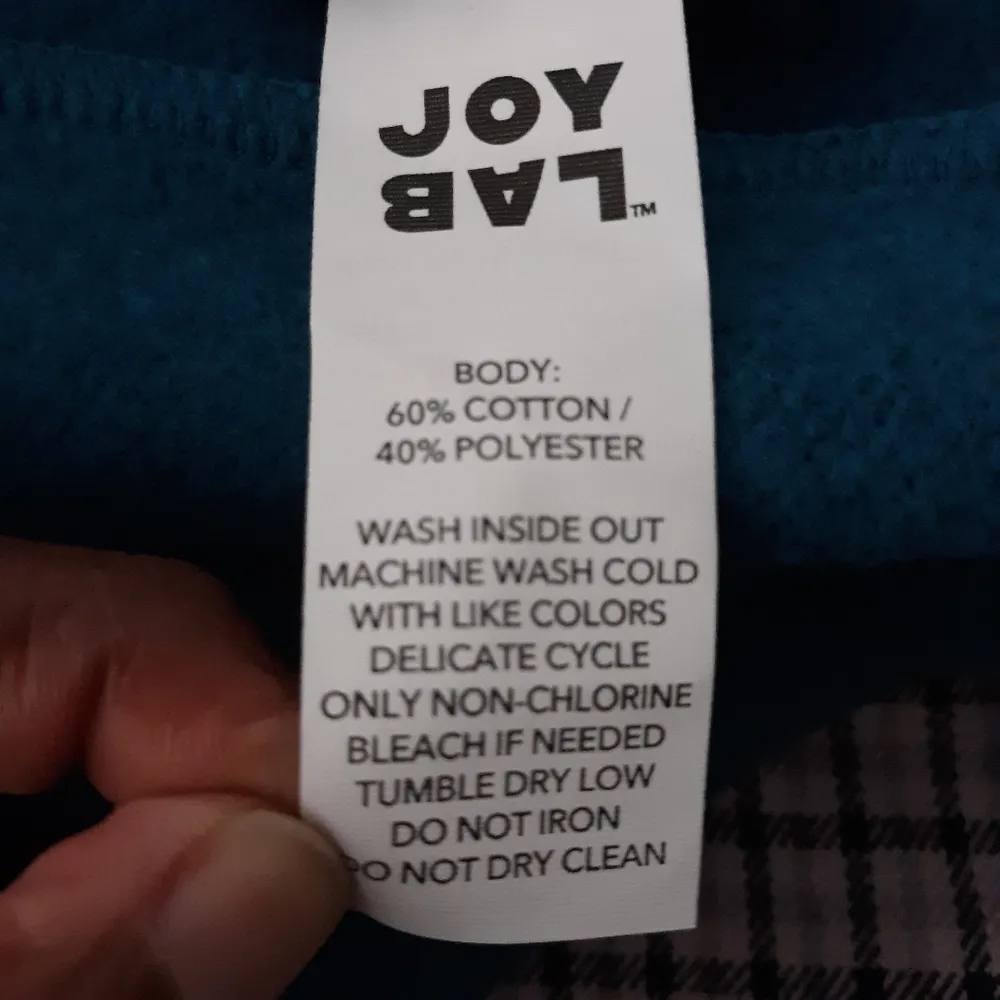 JOY
LAB™
BODY:
60% COTTON /
40% POLYESTER
WASH INSIDE OUT
MACHINE WASH COLD
WITH LIKE COLORS
DELICATE CYCLE
ONLY NON-CHLORINE
BLEACH IF NEEDED
TUMBLE DRY LOW
DO NOT IRON
DO NOT DRY CLEAN